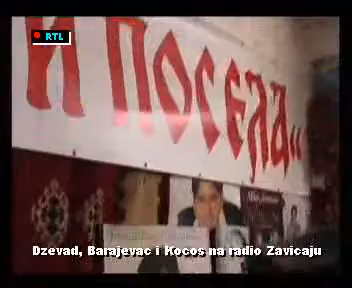 RTL
И ПОСЕЛА"
Dzevad, Barajevac i Kocos na radio Zavicaju